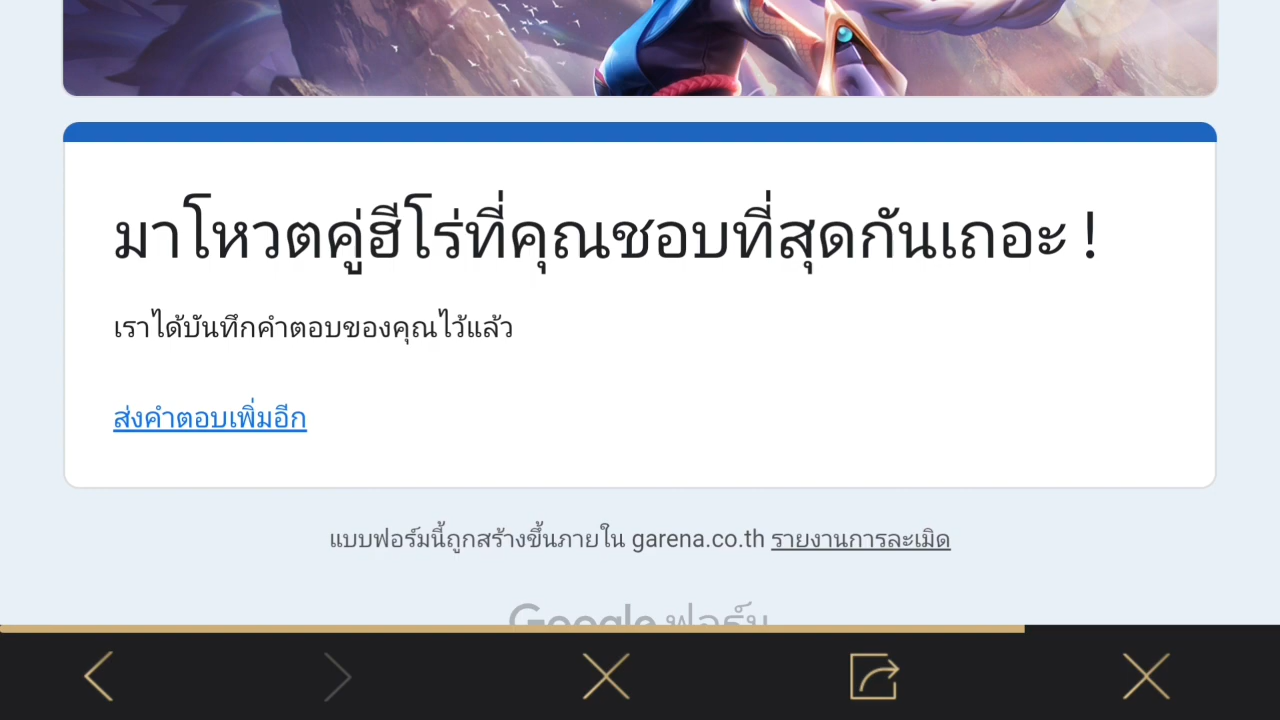 มาโหวตคู่ฮีโร่ที่คุณชอบที่สุดกันเถอะ !
เราได้บันทึกคำตอบของคุณไว้แล้ว
ส่งคำตอบเพิ่มอีก
แบบฟอร์มนี้ถูกสร้างขึ้นภายใน garena.co.th รายงานการละเมิด
Google ฟอร์ม